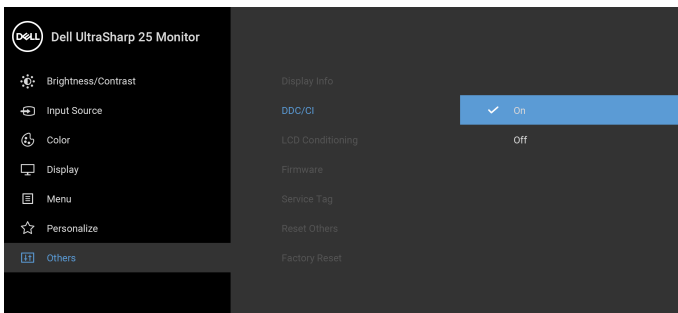 DELL Dell UltraSharp 25 Monitor
Brightness/Contrast Display Info
Input Source DDC/CI On
Color LCD Conditioning Off
Display Firmware
Menu Service Tag
Personalize Reset Others
Others Factory Reset